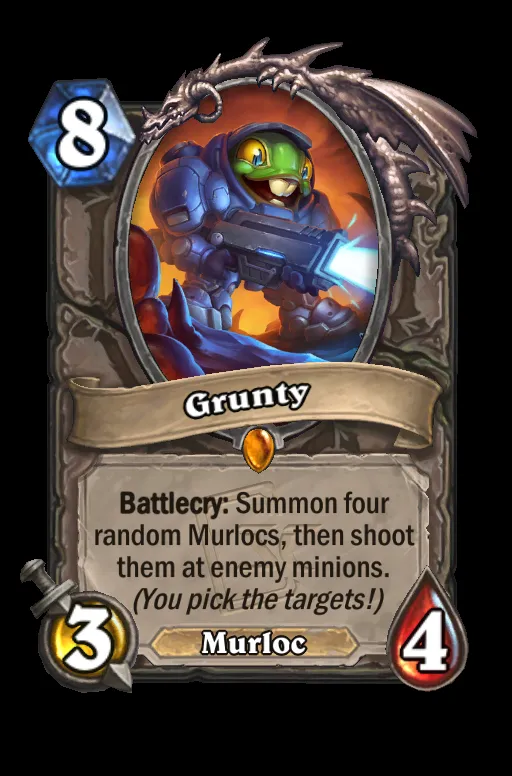 8
Grunty
Battlecry: Summon four
random Murlocs, then shoot
them at enemy minions.
(You pick the targets!)
3
Murloc
4